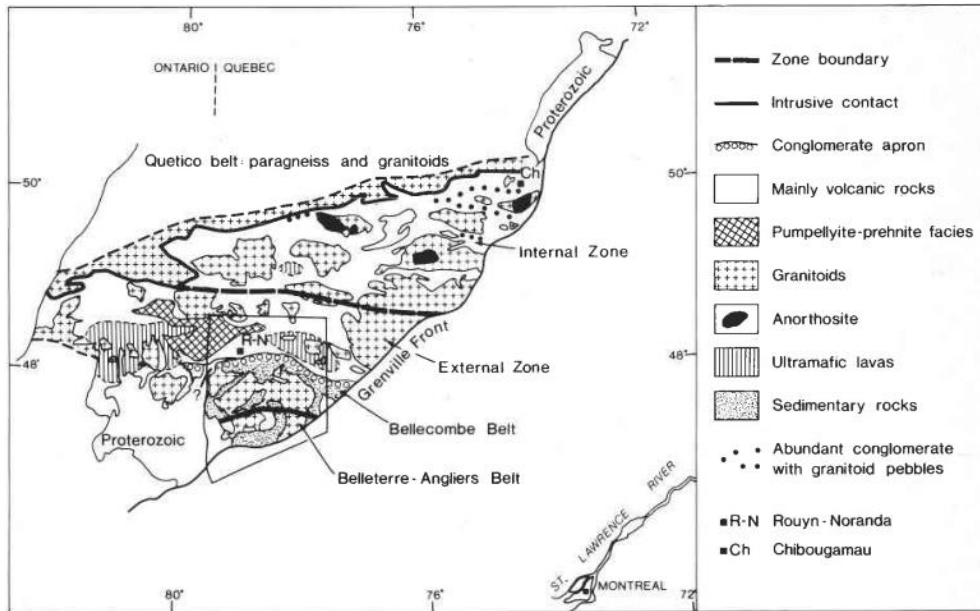 80°
76°
72°
ONTARIO
QUEBEC
Proterozoic
Quetico belt: paragneiss and granitoids
50°
50°
Ch
Internal Zone
R-N
48°
48°
Grenville Front
External Zone
?
Proterozoic
Bellecombe Belt
Belleterre-Angliers Belt
ST. LAWRENCE RIVER
MONTREAL
80°
76°
72°
Zone boundary
Intrusive contact
Conglomerate apron
Mainly volcanic rocks
Pumpellyite-prehnite facies
Granitoids
Anorthosite
Ultramafic lavas
Sedimentary rocks
Abundant conglomerate
with granitoid pebbles
R-N Rouyn-Noranda
Ch Chibougamau